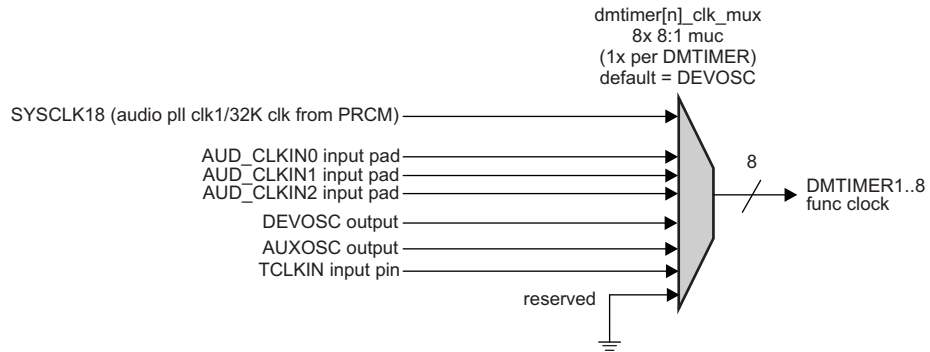 dmtimer[n]_clk_mux
8x 8:1 muc
(1x per DMTIMER)
default = DEVOSC
SYSCLK18 (audio pll clk1/32K clk from PRCM)
AUD_CLKIN0 input pad
AUD_CLKIN1 input pad
AUD_CLKIN2 input pad
DEVOSC output
AUXOSC output
TCLKIN input pin
reserved
8
DMTIMER1..8
func clock